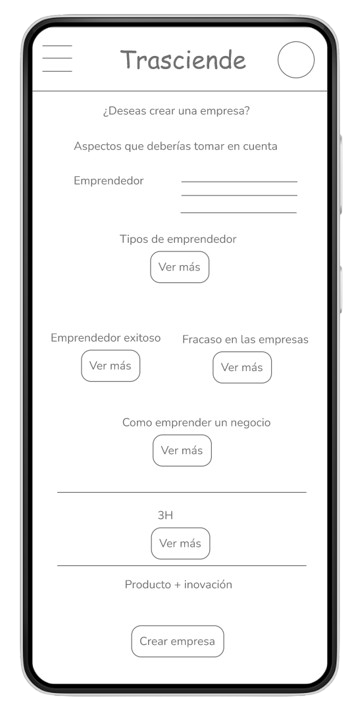 Trasciende
¿Deseas crear una empresa?
Aspectos que deberías tomar en cuenta
Emprendedor
Tipos de emprendedor
Ver más
Emprendedor exitoso
Ver más
Fracaso en las empresas
Ver más
Como emprender un negocio
Ver más
3H
Ver más
Producto + inovación
Crear empresa